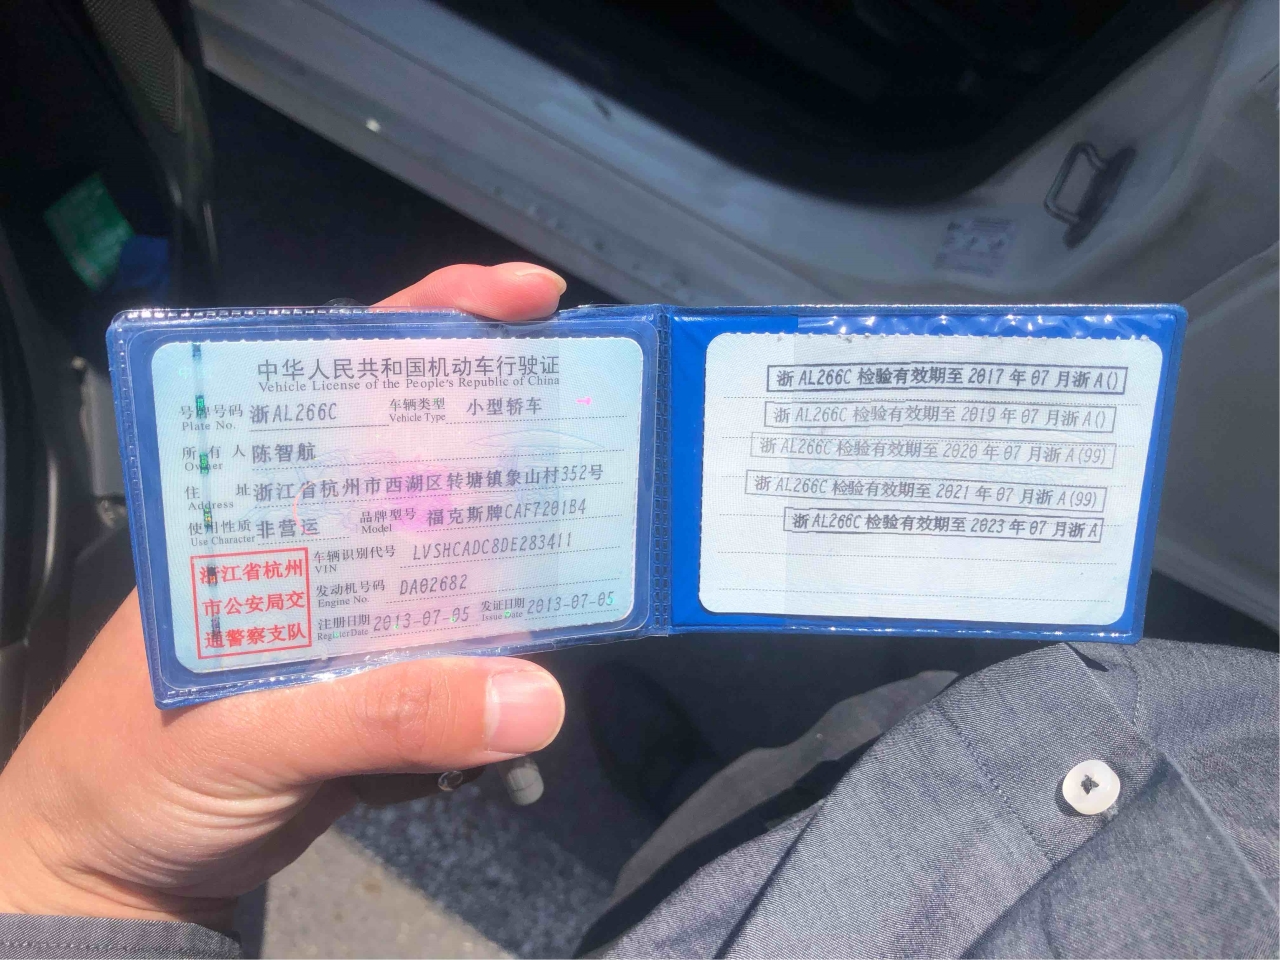 中华人民共和国机动车行驶证
Vehicle License of the People's Republic of China
号牌号码 浙AL266C 车辆类型 小型轿车
Plate No. Vehicle Type
所有人 陈智航
Owner
住址 浙江省杭州市西湖区转塘镇象山村352号
Address
使用性质 非营运 品牌型号 福克斯牌CAF7201B4
Use Character Model
车辆识别代号 LVSHCADC8DE283411
VIN
发动机号码 DA02682
Engine No.
注册日期 2013-07-05 发证日期 2013-07-05
Register Date Issue Date
浙江省杭州
市公安局交
通警察支队
浙 AL266C 检验有效期至 2017 年 07 月浙 A()
浙 AL266C 检验有效期至 2019 年 07 月浙 A()
浙 AL266C 检验有效期至 2020 年 07 月浙 A(99)
浙 AL266C 检验有效期至 2021 年 07 月浙 A(99)
浙 AL266C 检验有效期至 2023 年 07 月浙 A